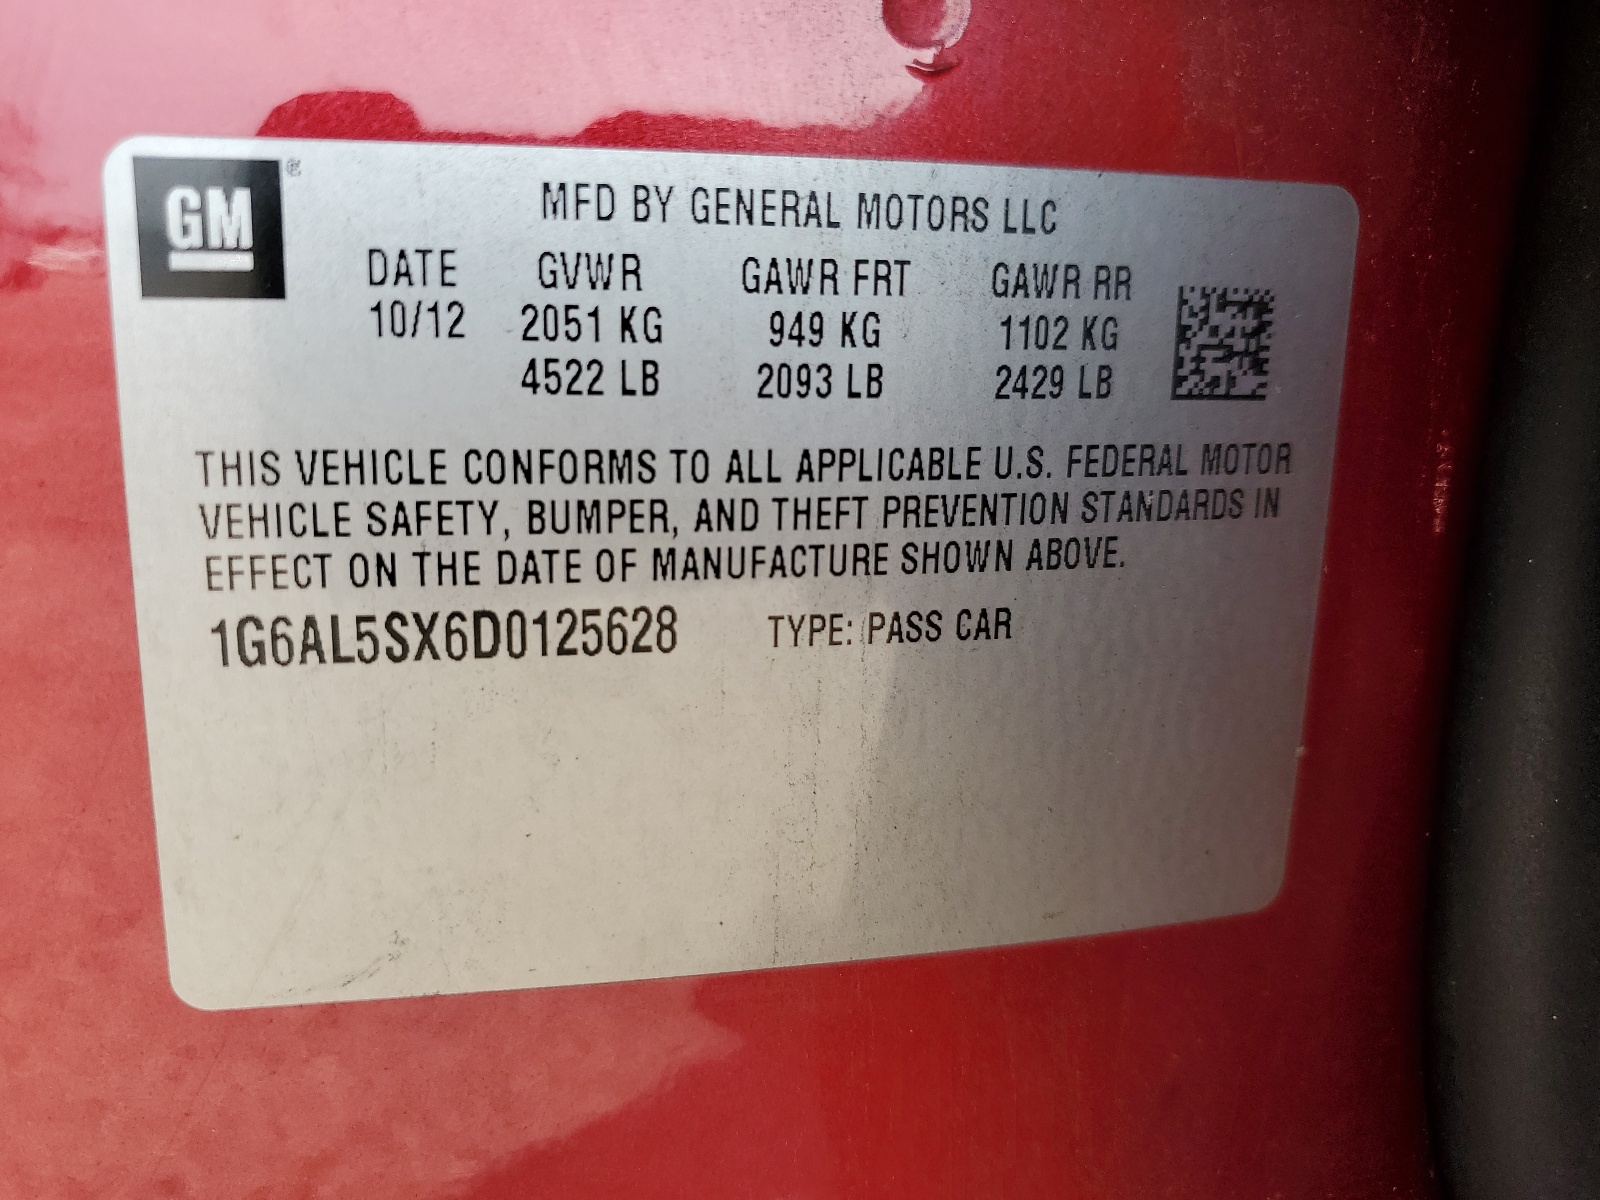 GM
MFD BY GENERAL MOTORS LLC
DATE GVWR GAWR FRT GAWR RR
10/12 2051 KG 949 KG 1102 KG
4522 LB 2093 LB 2429 LB
THIS VEHICLE CONFORMS TO ALL APPLICABLE U.S. FEDERAL MOTOR
VEHICLE SAFETY, BUMPER, AND THEFT PREVENTION STANDARDS IN
EFFECT ON THE DATE OF MANUFACTURE SHOWN ABOVE.
1G6AL5SX6D0125628 TYPE: PASS CAR